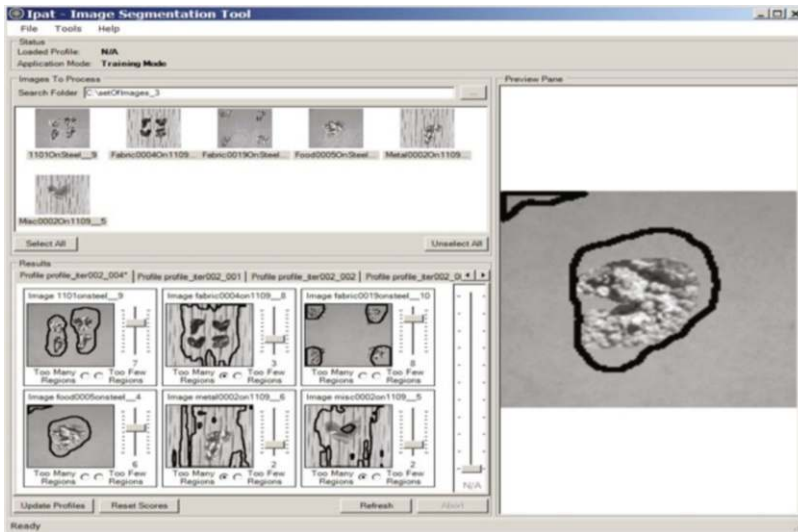 Ipat - Image Segmentation Tool
File Tools Help
Status
Loaded Profile: N/A
Application Mode: Training Mode
Images To Process
Search Folder C:\setOfImages_3 ...
1101OnSteel__9 Fabric0004On1109... Fabric0019OnSteel... Food0005OnSteel... Metal0002On1109...
Misc0002On1109__5
Select All Unselect All
Results
Profile profile_iter002_004* Profile profile_iter002_001 Profile profile_iter002_002 Profile profile_iter002_0
Image 1101onsteel__9 Image fabric0004on1109__8 Image fabric0019onsteel__10
7 3 8
Too Many Regions Too Few Regions Too Many Regions Too Few Regions Too Many Regions Too Few Regions
Image food0005onsteel__4 Image metal0002on1109__6 Image misc0002on1109__5
6 2 2
Too Many Regions Too Few Regions Too Many Regions Too Few Regions Too Many Regions Too Few Regions
N/A
Update Profiles Reset Scores Refresh Abort
Preview Pane
Ready